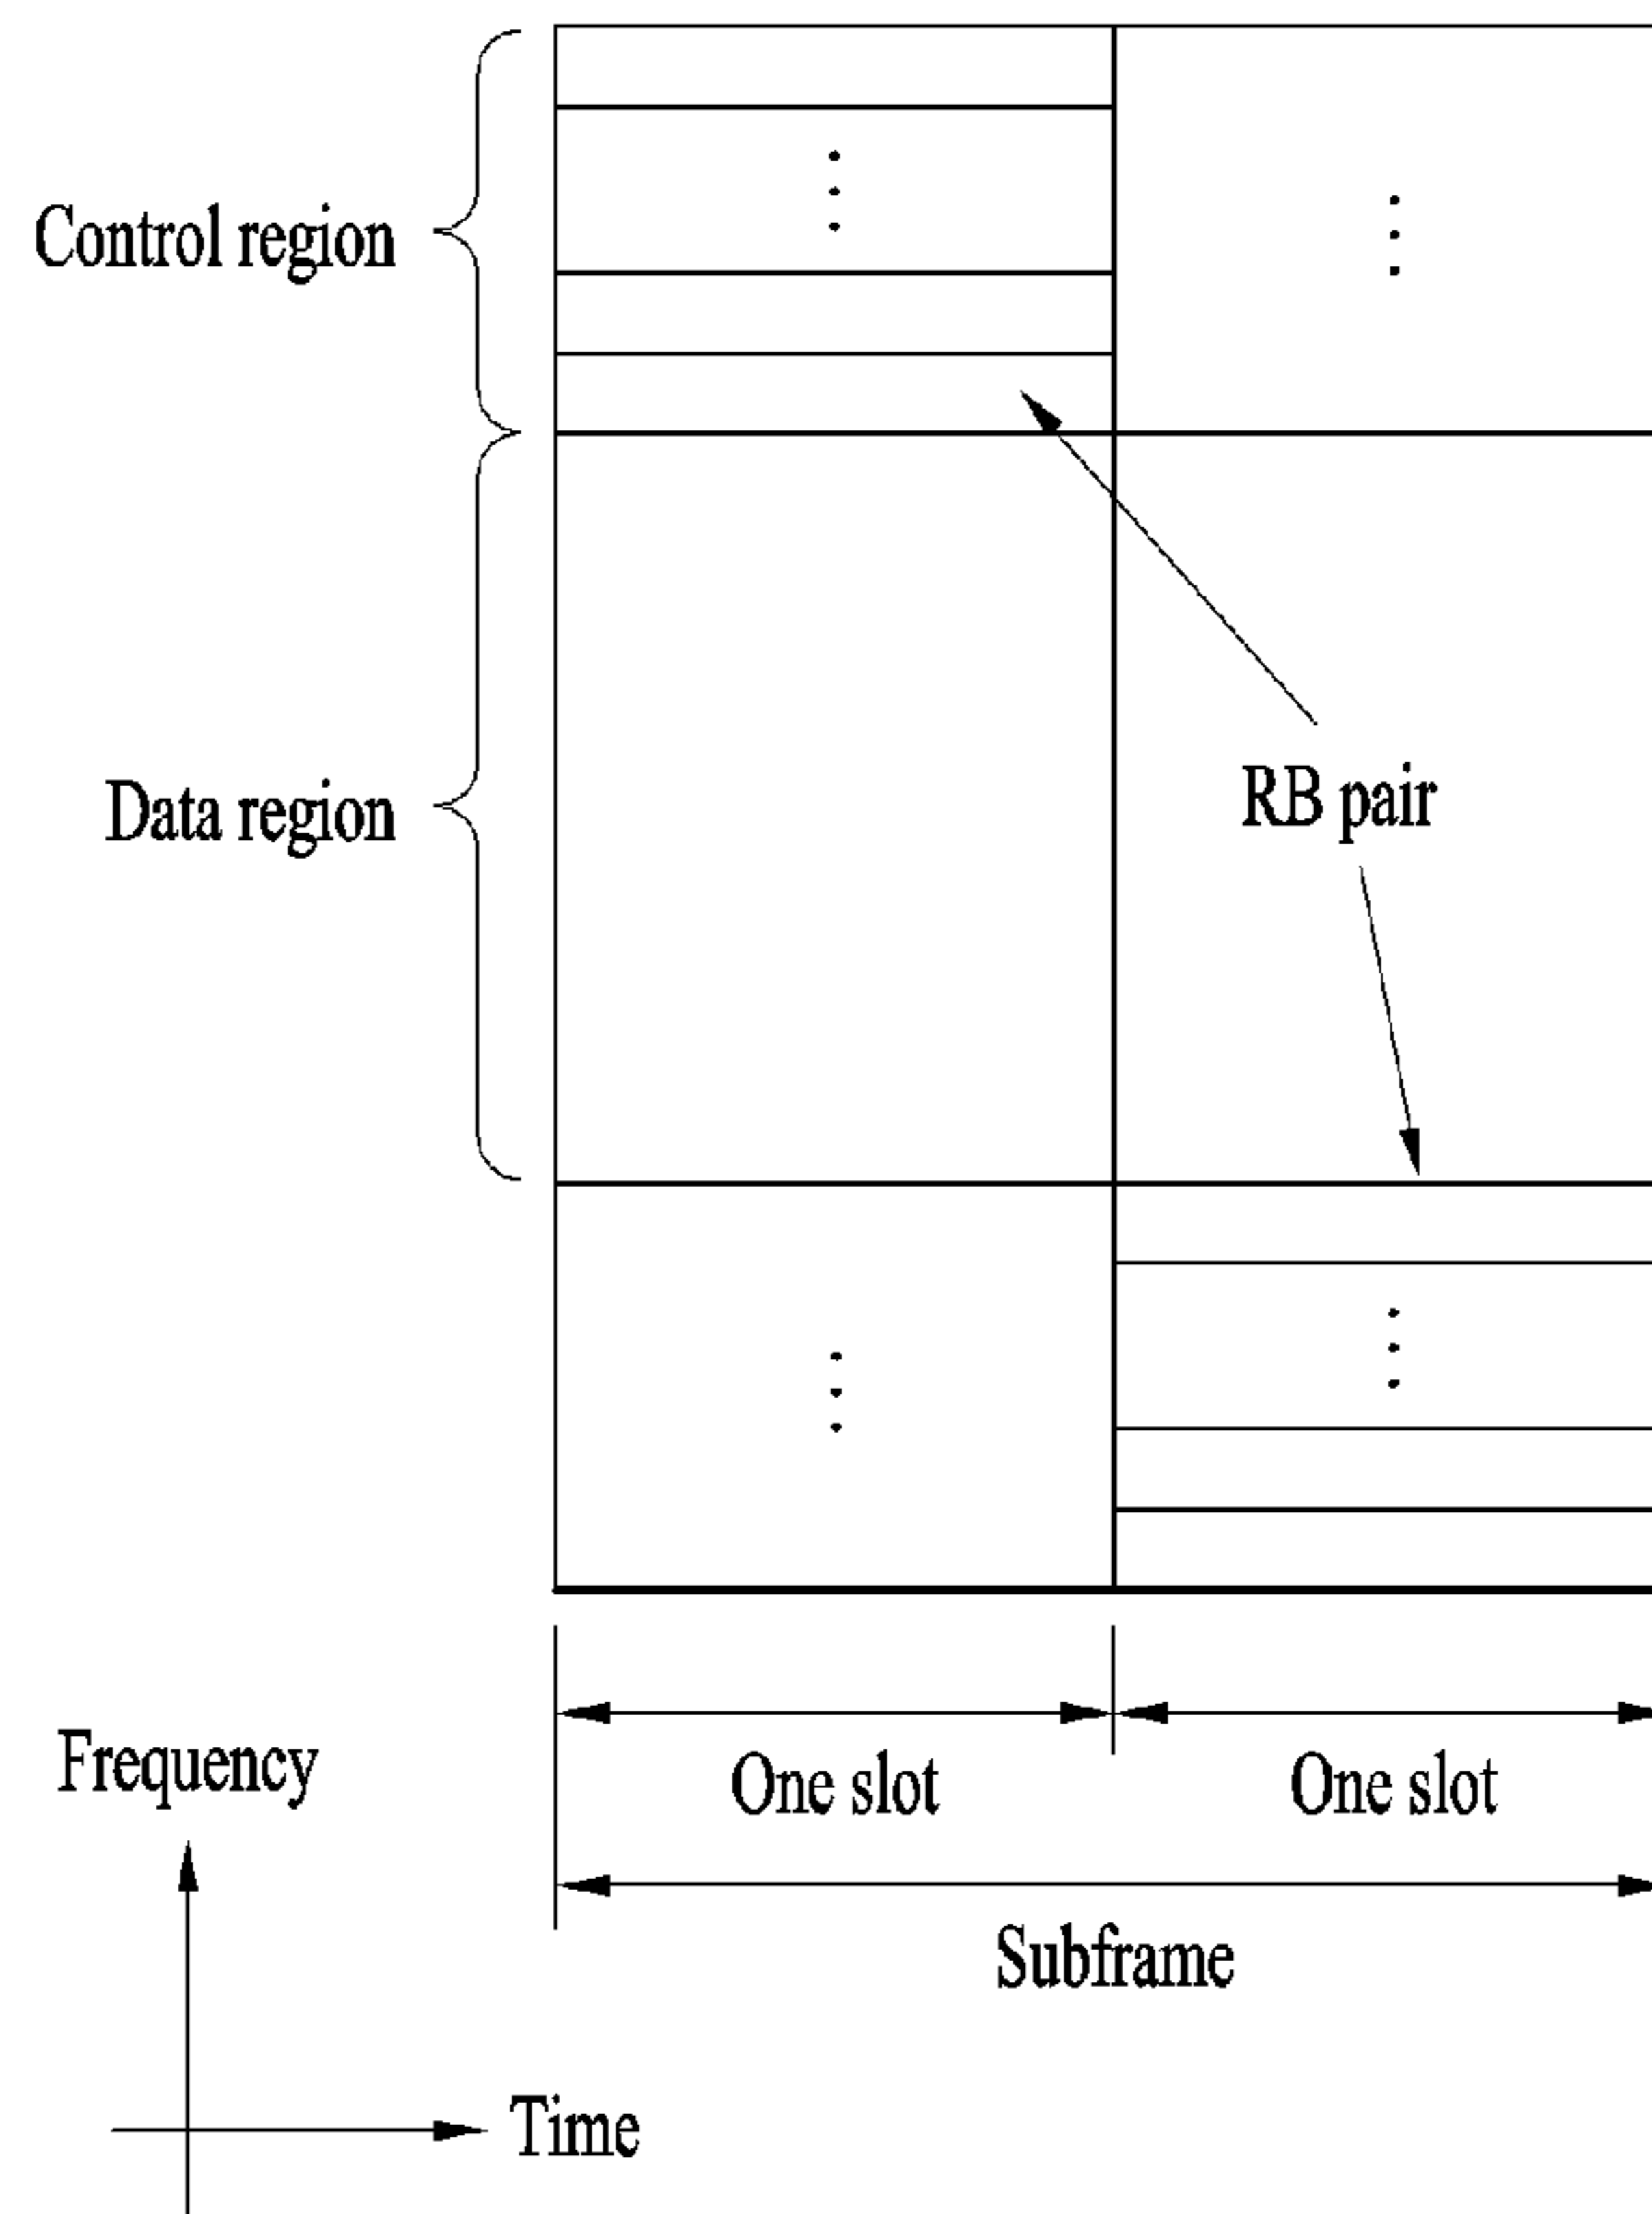 Control region
Data region
RB pair
One slot
One slot
Frequency
Subframe
Time